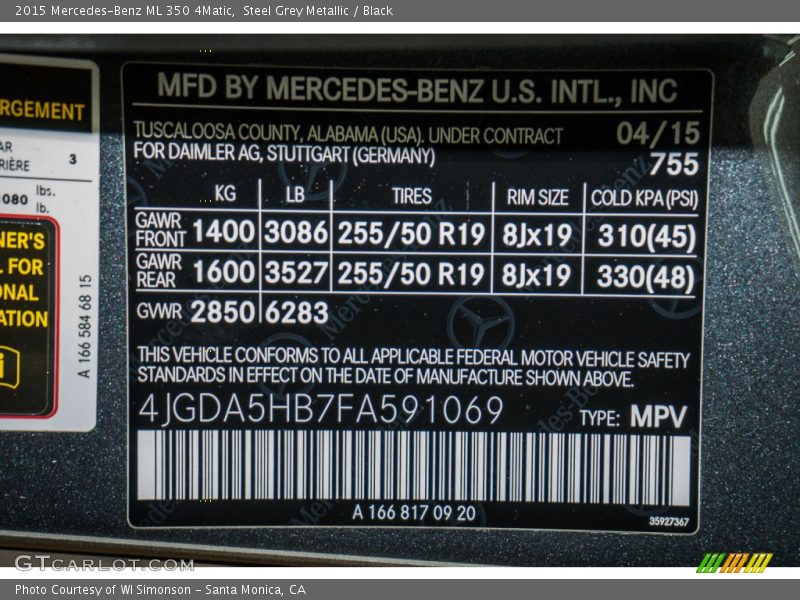 2015 Mercedes-Benz ML 350 4Matic,  Steel Grey Metallic / Black
RGEMENT
AR
RIÈRE 3
1080 lbs.
lb.
NER'S
L FOR
ONAL
ATION
i
A 166 584 68 15
MFD BY MERCEDES-BENZ U.S. INTL., INC
TUSCALOOSA COUNTY, ALABAMA (USA). UNDER CONTRACT 04/15
FOR DAIMLER AG, STUTTGART (GERMANY) 755
KG LB TIRES RIM SIZE COLD KPA (PSI)
GAWR FRONT 1400 3086 255/50 R19 8Jx19 310(45)
GAWR REAR 1600 3527 255/50 R19 8Jx19 330(48)
GVWR 2850 6283
THIS VEHICLE CONFORMS TO ALL APPLICABLE FEDERAL MOTOR VEHICLE SAFETY
STANDARDS IN EFFECT ON THE DATE OF MANUFACTURE SHOWN ABOVE.
4JGDA5HB7FA591069 TYPE: MPV
A 166 817 09 20
35927367
GTCARLOT.COM
Photo Courtesy of WI Simonson - Santa Monica, CA